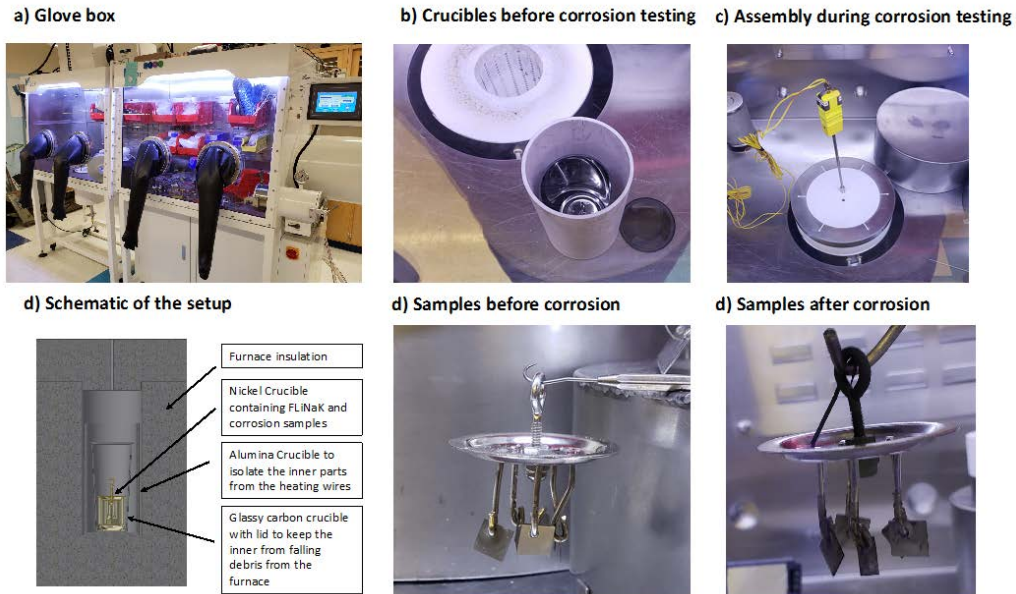 a) Glove box
b) Crucibles before corrosion testing
c) Assembly during corrosion testing
d) Schematic of the setup
d) Samples before corrosion
d) Samples after corrosion
Furnace insulation
Nickel Crucible
containing FLiNaK and
corrosion samples
Alumina Crucible to
isolate the inner parts
from the heating wires
Glassy carbon crucible
with lid to keep the
inner from falling
debris from the
furnace